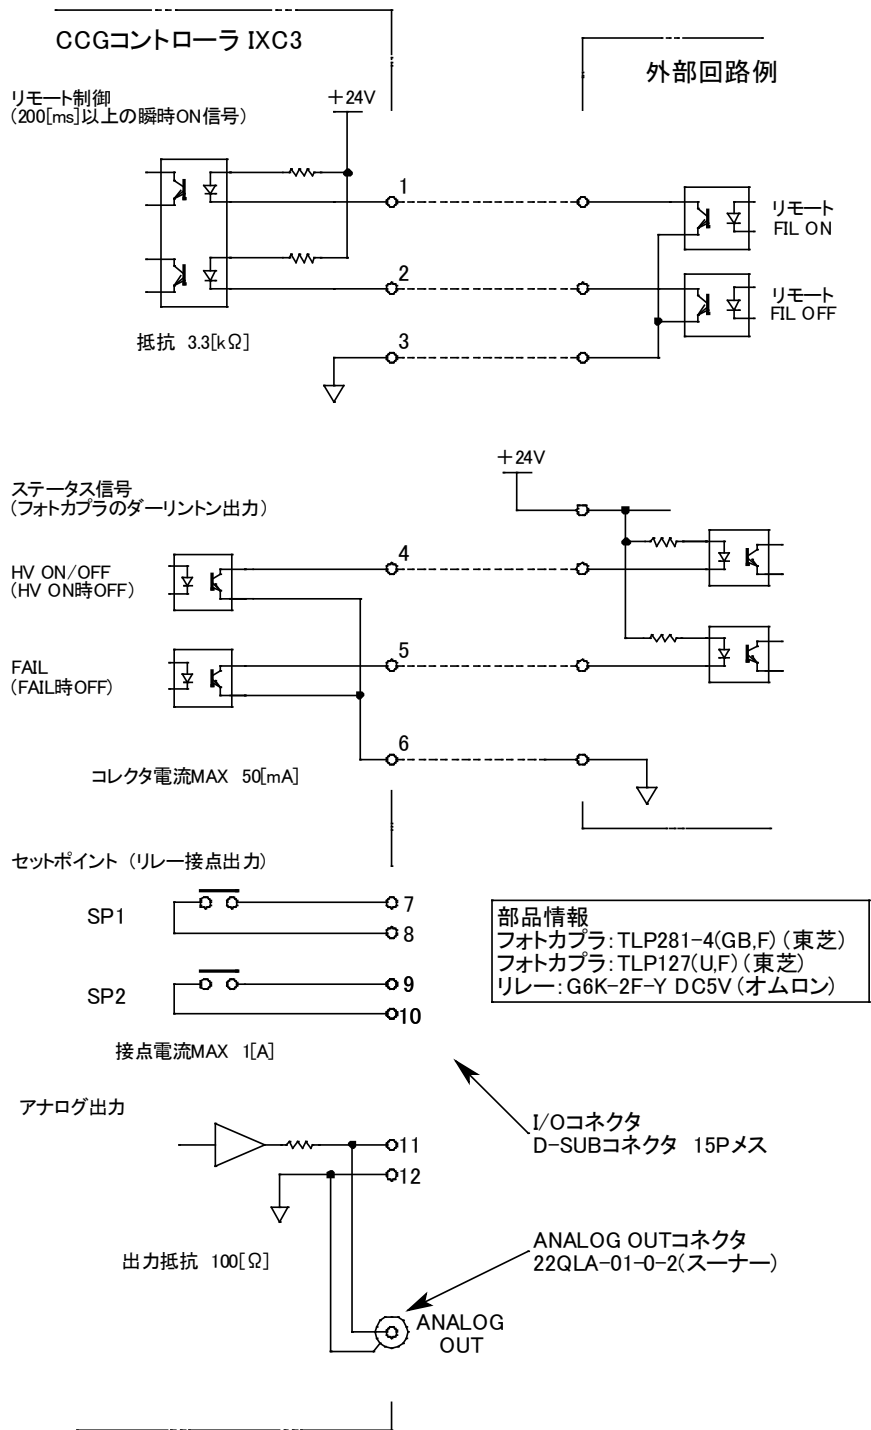 CCGコントローラ IXC3
外部回路例
リモート制御
(200[ms]以上の瞬時ON信号)
+24V
1
リモート
FIL ON
2
リモート
FIL OFF
3
抵抗 3.3[kΩ]
+24V
ステータス信号
(フォトカプラのダーリントン出力)
4
HV ON/OFF
(HV ON時OFF)
5
FAIL
(FAIL時OFF)
6
コレクタ電流MAX 50[mA]
セットポイント (リレー接点出力)
SP1
7
8
SP2
9
10
接点電流MAX 1[A]
部品情報
フォトカプラ:TLP281-4(GB,F) (東芝)
フォトカプラ:TLP127(U,F) (東芝)
リレー:G6K-2F-Y DC5V (オムロン)
アナログ出力
11
12
I/Oコネクタ
D-SUBコネクタ 15Pメス
出力抵抗 100[Ω]
ANALOG OUTコネクタ
22QLA-01-0-2(スーナー)
ANALOG
OUT